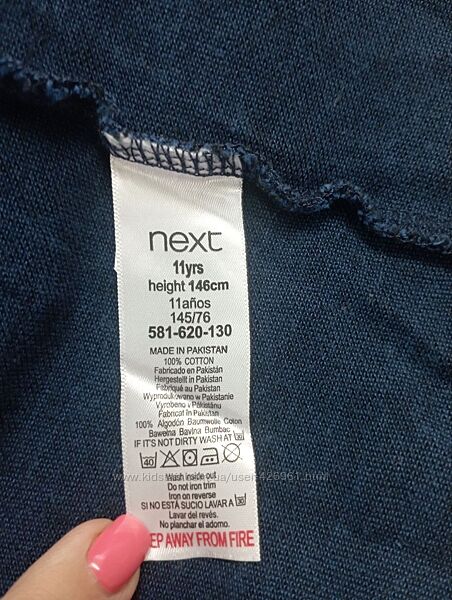 next
11yrs
height 146cm
11años
145/76
581-620-130
MADE IN PAKISTAN
100% COTTON
Fabricado en Pakistán
Hergestellt in Pakistan
Fabriqué au Pakistan
Wyprodukowano w Pakistanie
Vyrobeno v Pákistánu
Fabricat în Pakistan
100% Algodón Baumwolle Coton
Bawełna Bavlna Bumbac
IF IT'S NOT DIRTY WASH AT 30
40
Wash inside out
Do not iron trim
Iron on reverse
SI NO ESTÁ SUCIO LAVAR A 30
Lavar del revés.
No planchar el adorno.
EP AWAY FROM FIRE